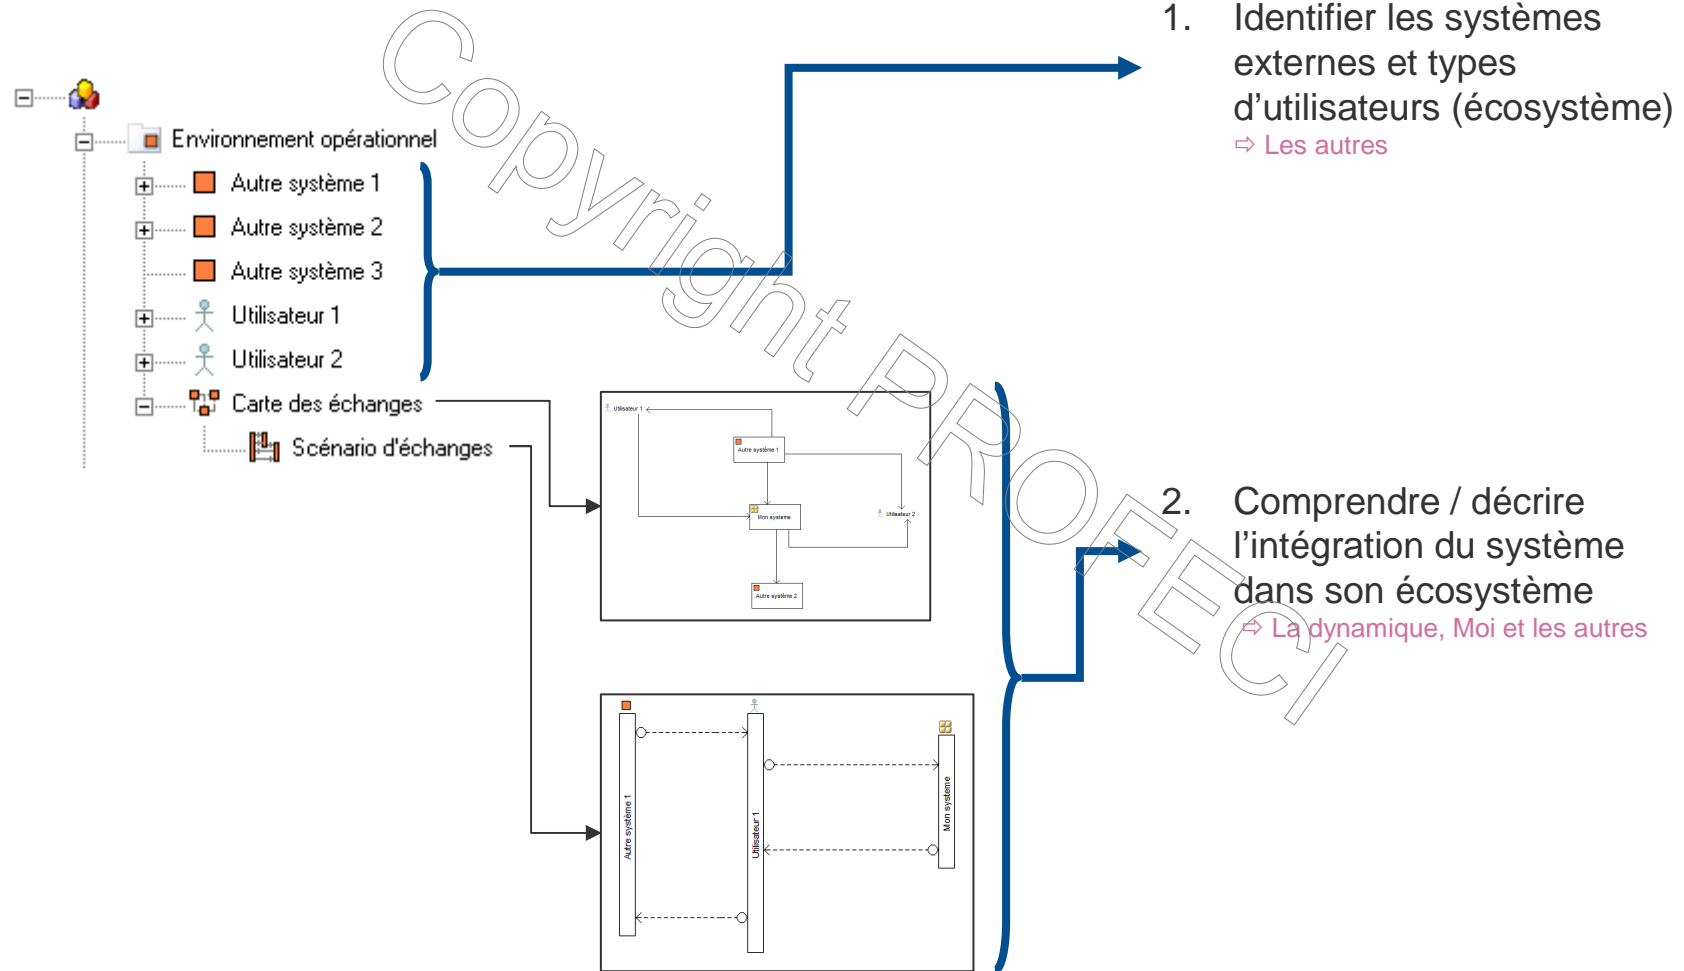 1. Identifier les systèmes
externes et types
d'utilisateurs (écosystème)
⇨ Les autres
Environnement opérationnel
Autre système 1
Autre système 2
Autre système 3
Utilisateur 1
Utilisateur 2
Carte des échanges
Scénario d'échanges
Utilisateur 1
Autre système 1
Mon systeme
Utilisateur 2
Autre système 2
2. Comprendre / décrire
l'intégration du système
dans son écosystème
⇨ La dynamique, Moi et les autres
Autre système 1
Utilisateur 1
Mon systeme
Copyright PROFECI